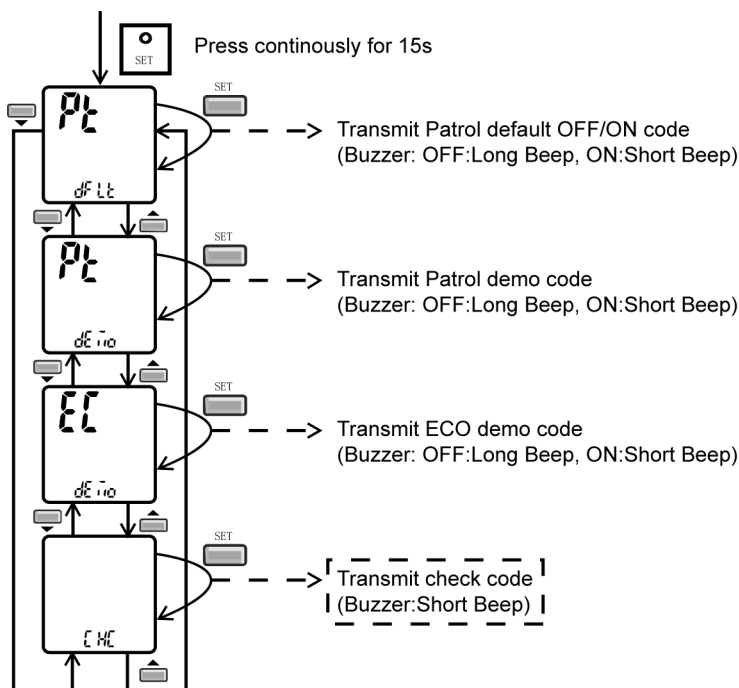 SET
Press continously for 15s
Pt
dFLt
SET
Transmit Patrol default OFF/ON code
(Buzzer: OFF:Long Beep, ON:Short Beep)
Pt
dEmo
SET
Transmit Patrol demo code
(Buzzer: OFF:Long Beep, ON:Short Beep)
EC
dEmo
SET
Transmit ECO demo code
(Buzzer: OFF:Long Beep, ON:Short Beep)
CHC
SET
Transmit check code
(Buzzer:Short Beep)